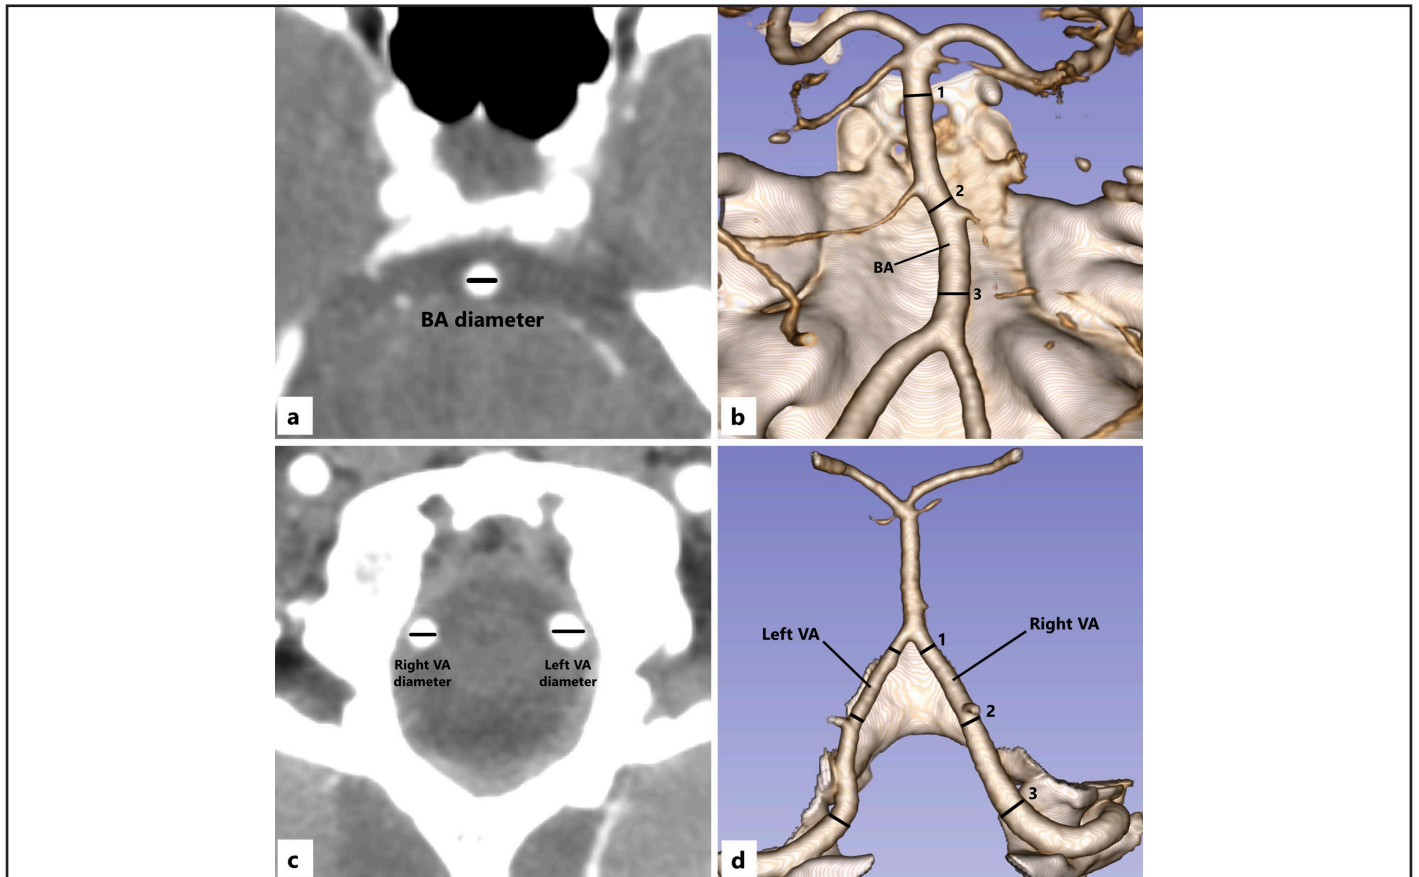 BA diameter
a
1
2
BA
3
b
Right VA
diameter
Left VA
diameter
c
Left VA
1
Right VA
2
3
d